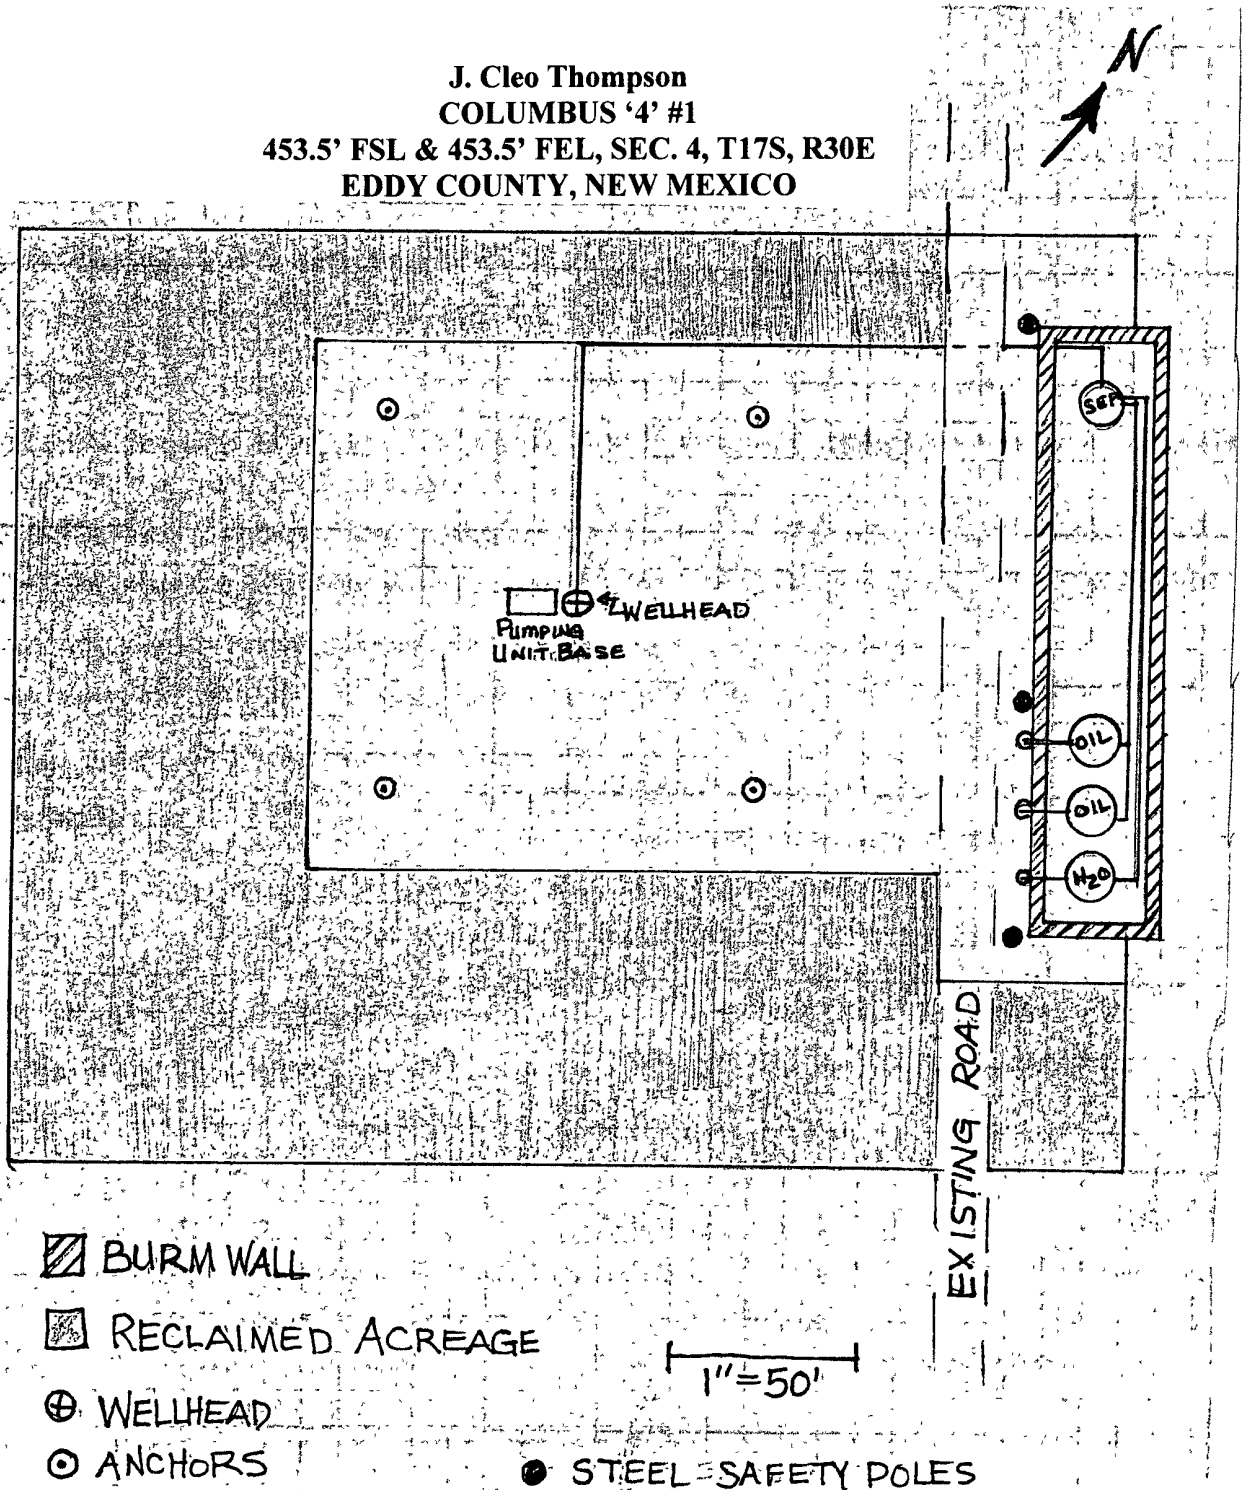 N
J. Cleo Thompson
COLUMBUS ‘4’ #1
453.5’ FSL & 453.5’ FEL, SEC. 4, T17S, R30E
EDDY COUNTY, NEW MEXICO
SEP
WELLHEAD
PUMPING
UNIT BASE
OIL
OIL
H2O
EXISTING ROAD
BURM WALL
RECLAIMED ACREAGE
1"=50'
WELLHEAD
ANCHORS
STEEL SAFETY POLES